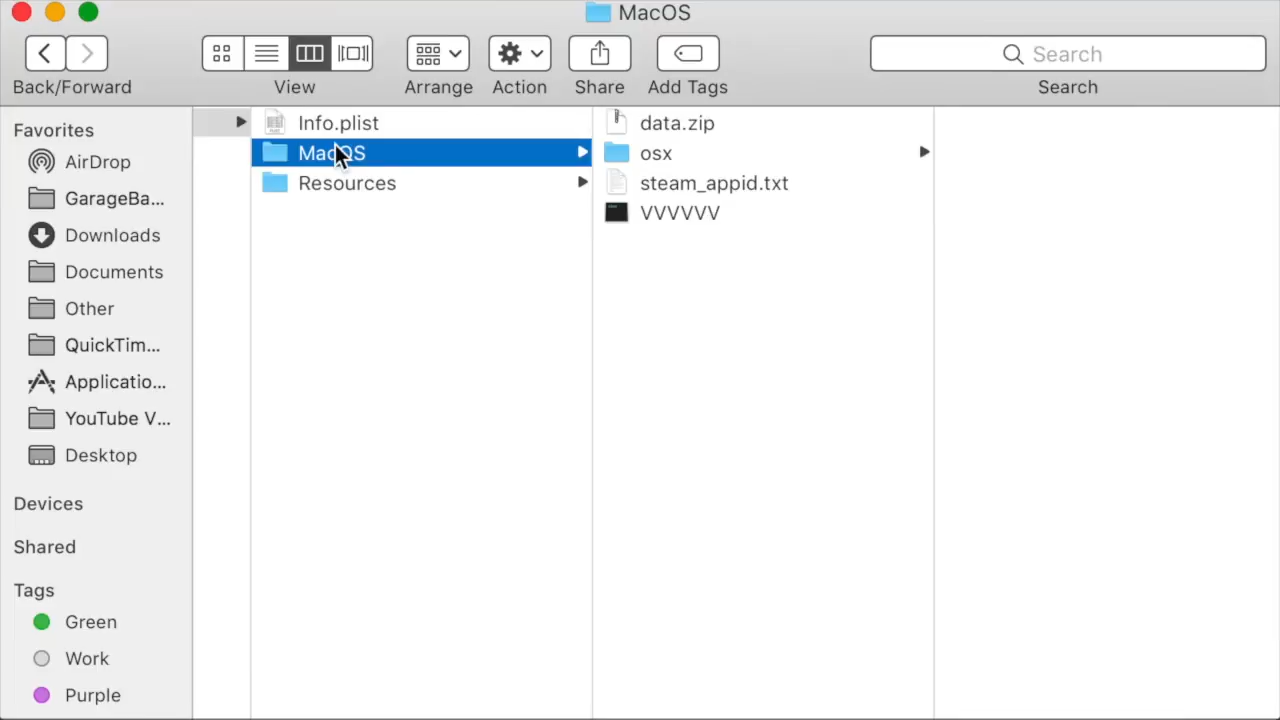 MacOS
Back/Forward
View
Arrange
Action
Share
Add Tags
Search
Search
Favorites
AirDrop
GarageBa...
Downloads
Documents
Other
QuickTim...
Applicatio...
YouTube V...
Desktop
Devices
Shared
Tags
Green
Work
Purple
Info.plist
MacOS
Resources
data.zip
osx
steam_appid.txt
VVVVVV